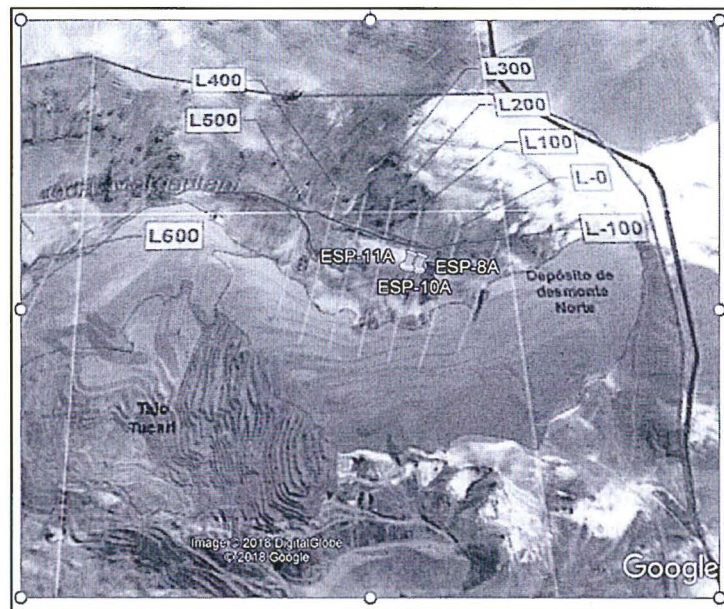 L400
L300
L500
L200
L100
L-0
L600
L-100
ESP-11A
ESP-8A
ESP-10A
Depósito de
desmonte
Norte
Tajo
Tucari
Image © 2018 DigitalGlobe
© 2018 Google
Google